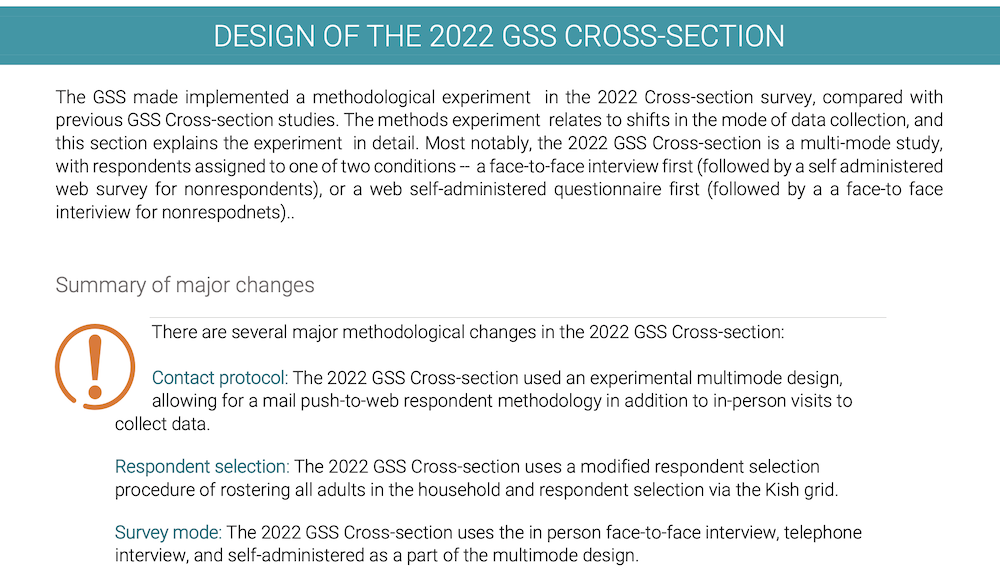 DESIGN OF THE 2022 GSS CROSS-SECTION
The GSS made implemented a methodological experiment in the 2022 Cross-section survey, compared with
previous GSS Cross-section studies. The methods experiment relates to shifts in the mode of data collection, and
this section explains the experiment in detail. Most notably, the 2022 GSS Cross-section is a multi-mode study,
with respondents assigned to one of two conditions -- a face-to-face interview first (followed by a self administered
web survey for nonrespondents), or a web self-administered questionnaire first (followed by a a face-to face
interiview for nonrespodnets)..
Summary of major changes
There are several major methodological changes in the 2022 GSS Cross-section:
Contact protocol: The 2022 GSS Cross-section used an experimental multimode design,
allowing for a mail push-to-web respondent methodology in addition to in-person visits to
collect data.
Respondent selection: The 2022 GSS Cross-section uses a modified respondent selection
procedure of rostering all adults in the household and respondent selection via the Kish grid.
Survey mode: The 2022 GSS Cross-section uses the in person face-to-face interview, telephone
interview, and self-administered as a part of the multimode design.